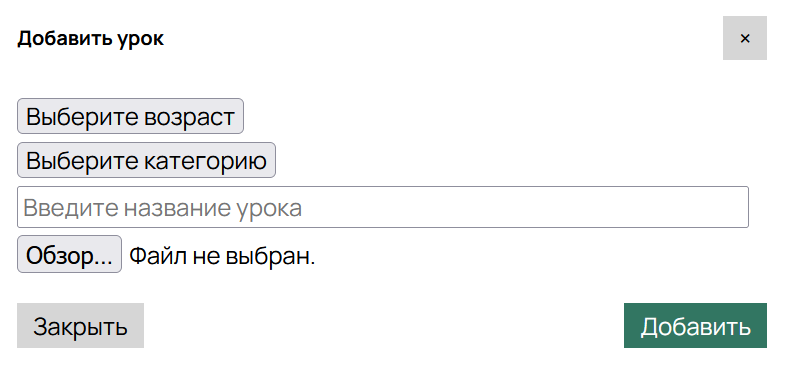 Добавить урок ×
Выберите возраст
Выберите категорию
Введите название урока
Обзор... Файл не выбран.
Закрыть Добавить